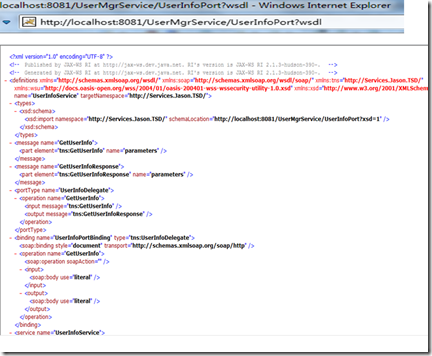 localhost:8081/UserMgrService/UserInfoPort?wsdl - Windows Internet Explorer
http://localhost:8081/UserMgrService/UserInfoPort?wsdl
<?xml version="1.0" encoding="UTF-8" ?>
<!-- Published by JAX-WS RI at http://jax-ws.dev.java.net. RI's version is JAX-WS RI 2.1.3-hudson-390-. -->
<!-- Generated by JAX-WS RI at http://jax-ws.dev.java.net. RI's version is JAX-WS RI 2.1.3-hudson-390-. -->
- <definitions xmlns="http://schemas.xmlsoap.org/wsdl/" xmlns:soap="http://schemas.xmlsoap.org/wsdl/soap/" xmlns:tns="http://Services.Jason.TSD/"
xmlns:wsu="http://docs.oasis-open.org/wss/2004/01/oasis-200401-wss-wssecurity-utility-1.0.xsd" xmlns:xsd="http://www.w3.org/2001/XMLSchem
name="UserInfoService" targetNamespace="http://Services.Jason.TSD/">
- <types>
- <xsd:schema>
<xsd:import namespace="http://Services.Jason.TSD/" schemaLocation="http://localhost:8081/UserMgrService/UserInfoPort?xsd=1" />
</xsd:schema>
</types>
- <message name="GetUserInfo">
<part element="tns:GetUserInfo" name="parameters" />
</message>
- <message name="GetUserInfoResponse">
<part element="tns:GetUserInfoResponse" name="parameters" />
</message>
- <portType name="UserInfoDelegate">
- <operation name="GetUserInfo">
<input message="tns:GetUserInfo" />
<output message="tns:GetUserInfoResponse" />
</operation>
</portType>
- <binding name="UserInfoPortBinding" type="tns:UserInfoDelegate">
<soap:binding style="document" transport="http://schemas.xmlsoap.org/soap/http" />
- <operation name="GetUserInfo">
<soap:operation soapAction="" />
- <input>
<soap:body use="literal" />
</input>
- <output>
<soap:body use="literal" />
</output>
</operation>
</binding>
- <service name="UserInfoService">